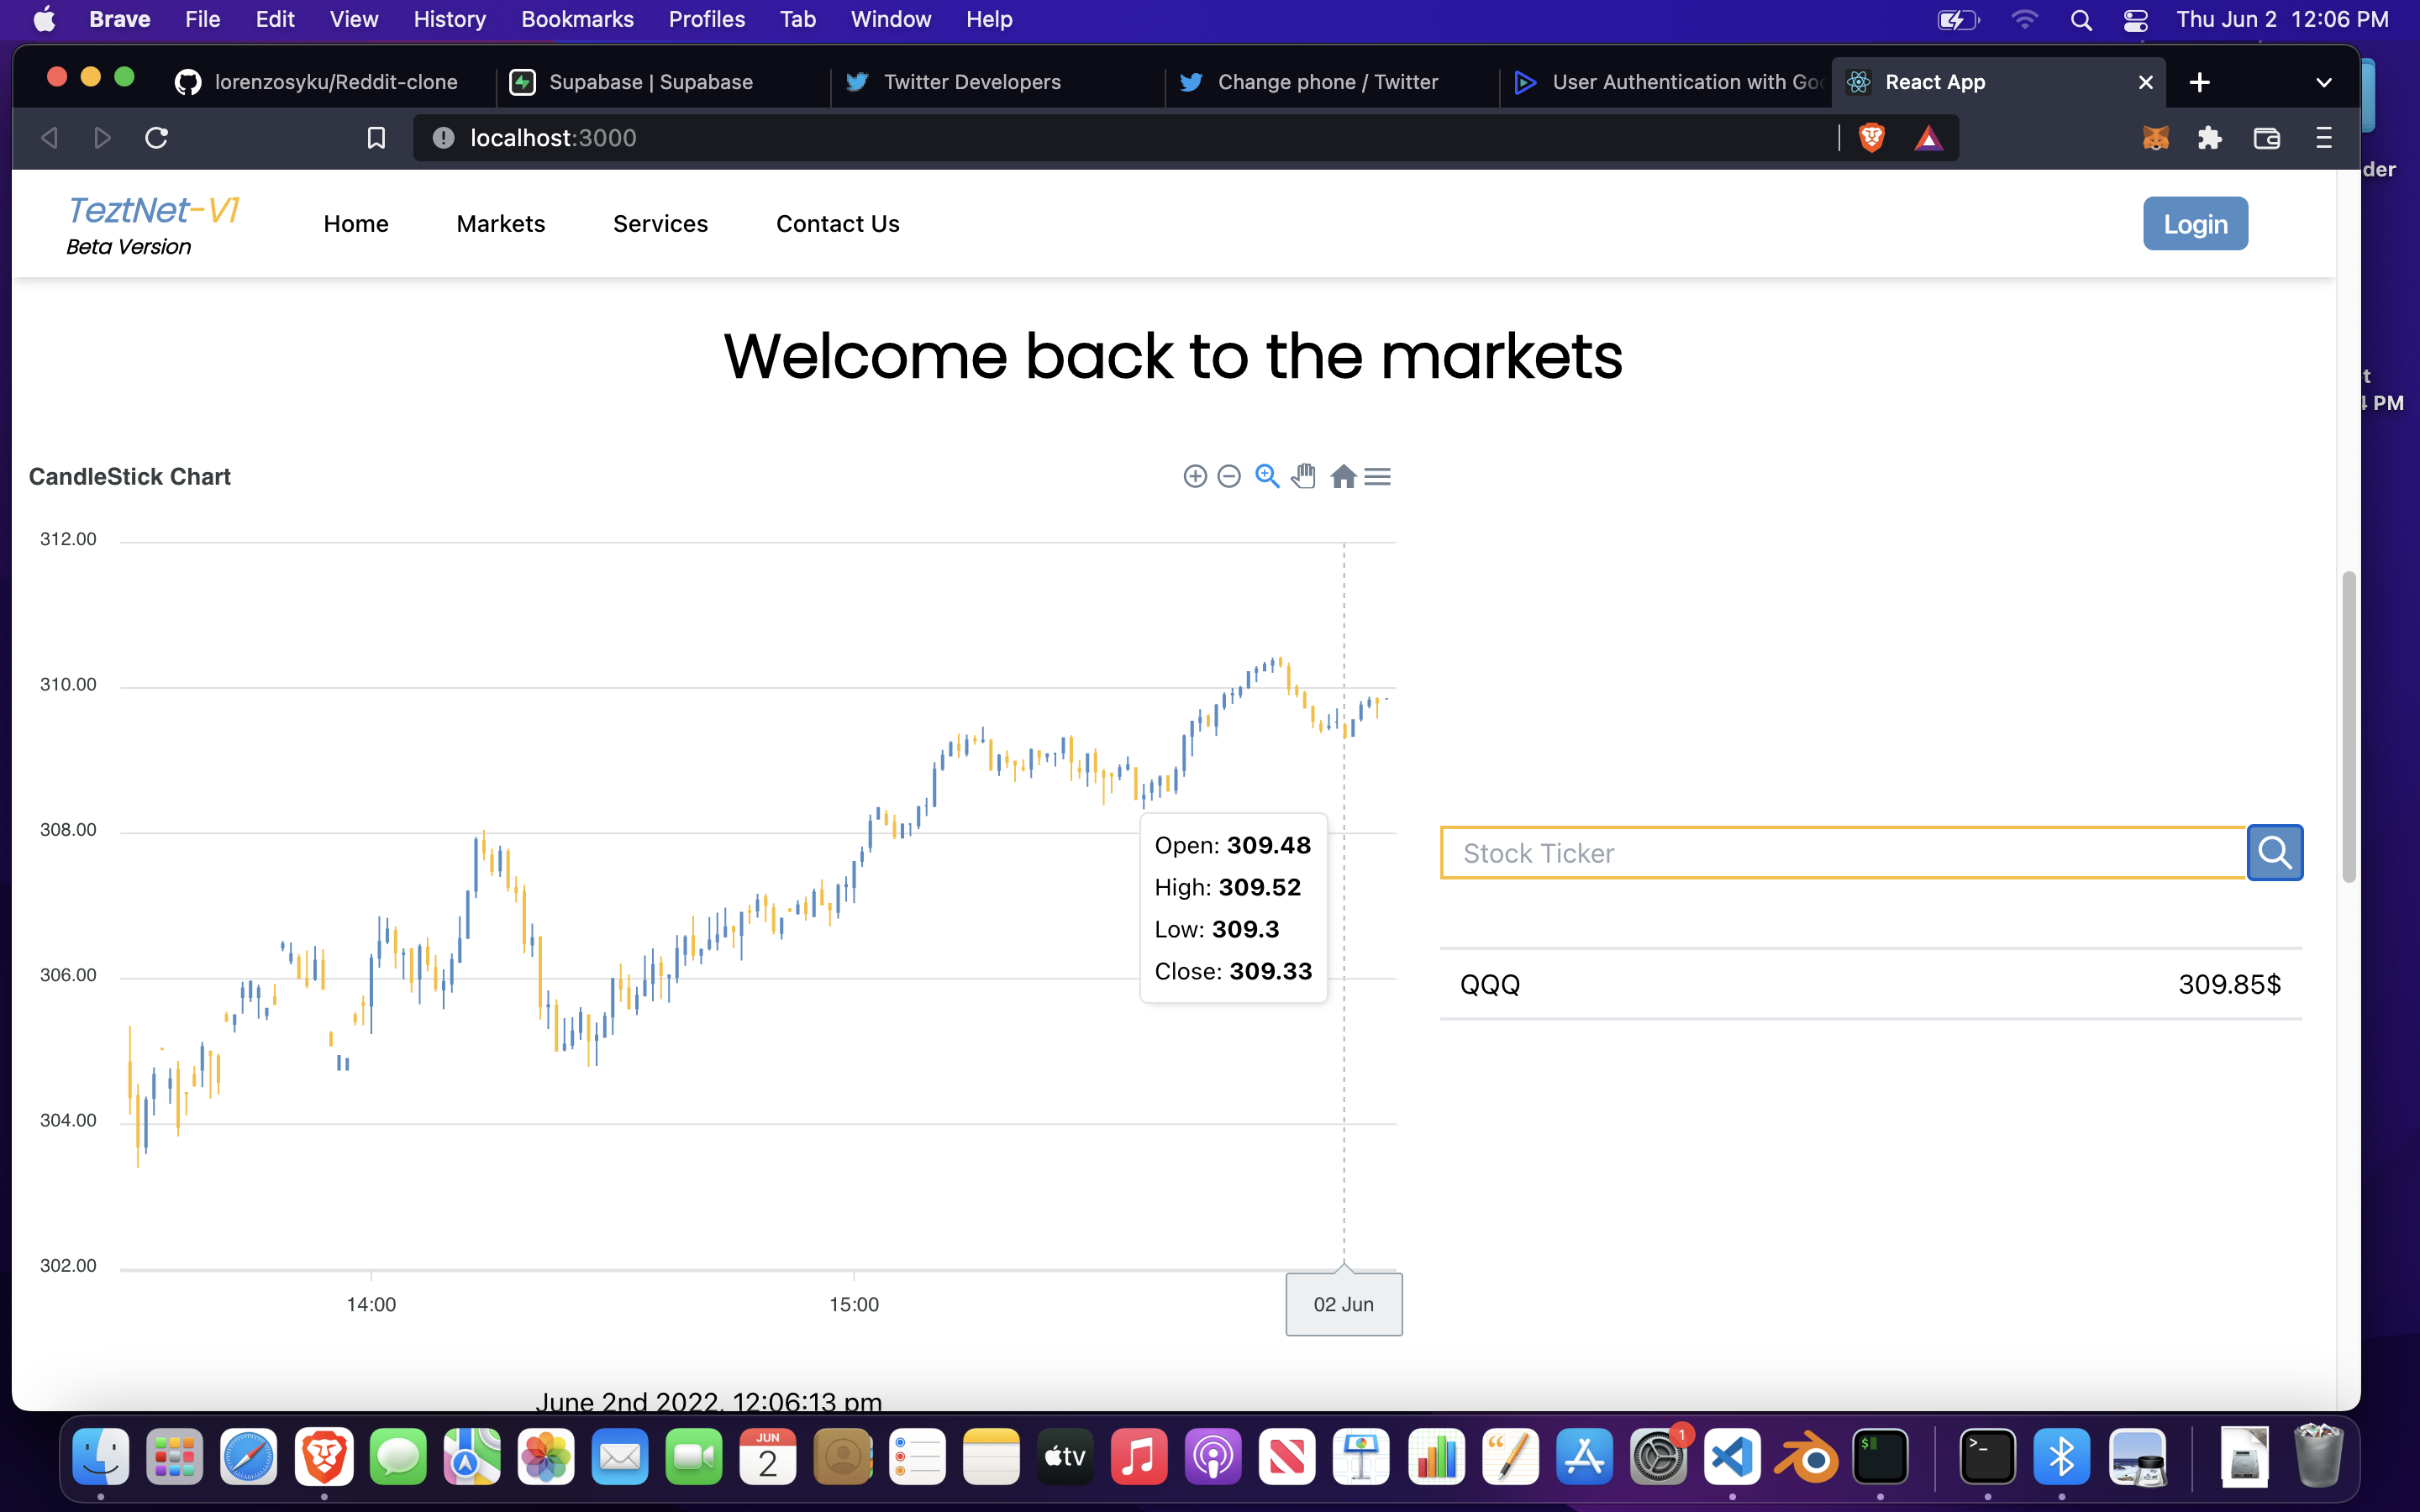 Brave File Edit View History Bookmarks Profiles Tab Window Help Thu Jun 2 12:06 PM
lorenzosyku/Reddit-clone Supabase | Supabase Twitter Developers Change phone / Twitter User Authentication with Goo React App
localhost:3000
der
TeztNet-V1
Beta Version
Home Markets Services Contact Us Login
Welcome back to the markets
t
4 PM
CandleStick Chart
312.00
310.00
308.00
306.00
304.00
302.00
Open: 309.48
High: 309.52
Low: 309.3
Close: 309.33
14:00 15:00 02 Jun
Stock Ticker
QQQ 309.85$
June 2nd 2022, 12:06:13 pm
JUN
2
tv
1